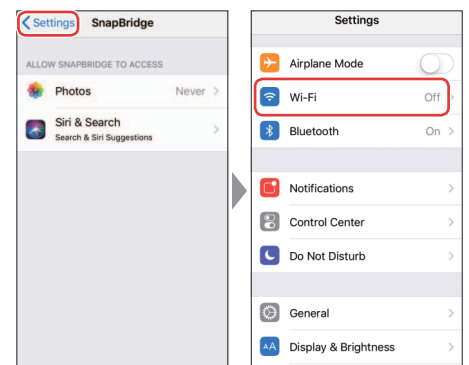 Settings SnapBridge
ALLOW SNAPBRIDGE TO ACCESS
Photos Never
Siri & Search
Search & Siri Suggestions
Settings
Airplane Mode
Wi-Fi Off
Bluetooth On
Notifications
Control Center
Do Not Disturb
General
AA Display & Brightness